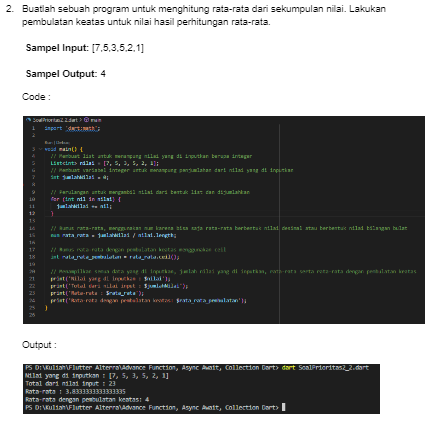 2. Buatlah sebuah program untuk menghitung rata-rata dari sekumpulan nilai. Lakukan
pembulatan keatas untuk nilai hasil perhitungan rata-rata.
Sampel Input: [7,5,3,5,2,1]
Sampel Output: 4
Code :
SoalPrioritas2_2.dart > main
1 import 'dart:math';
2
Run | Debug
3 void main() {
4 // Membuat list untuk menampung nilai yang di inputkan berupa integer
5 List<int> nilai = [7, 5, 3, 5, 2, 1];
6 // Membuat variabel integer untuk menampung penjumlahan dari nilai yang di inputkan
7 int jumlahNilai = 0;
8
9 // Perulangan untuk mengambil nilai dari bentuk list dan dijumlahkan
10 for (int nil in nilai) {
11 jumlahNilai += nil;
12 }
13
14 // Rumus rata-rata, menggunakan num karena bisa saja rata-rata berbentuk nilai desimal atau berbentuk nilai bilangan bulat
15 num rata_rata = jumlahNilai / nilai.length;
16
17 // Rumus rata-rata dengan pembulatan keatas menggunakan ceil
18 int rata_rata_pembulatan = rata_rata.ceil();
19
20 // Menampilkan semua data yang di inputkan, jumlah nilai yang di inputkan, rata-rata serta rata-rata dengan pembulatan keatas
21 print('Nilai yang di inputkan : $nilai');
22 print('Total dari nilai input : $jumlahNilai');
23 print('Rata-rata : $rata_rata');
24 print('Rata-rata dengan pembulatan keatas: $rata_rata_pembulatan');
25 }
26
Output :
PS D:\Kuliah\Flutter Alterra\Advance Function, Async Await, Collection Dart> dart SoalPrioritas2_2.dart
Nilai yang di inputkan : [7, 5, 3, 5, 2, 1]
Total dari nilai input : 23
Rata-rata : 3.8333333333333335
Rata-rata dengan pembulatan keatas: 4
PS D:\Kuliah\Flutter Alterra\Advance Function, Async Await, Collection Dart>